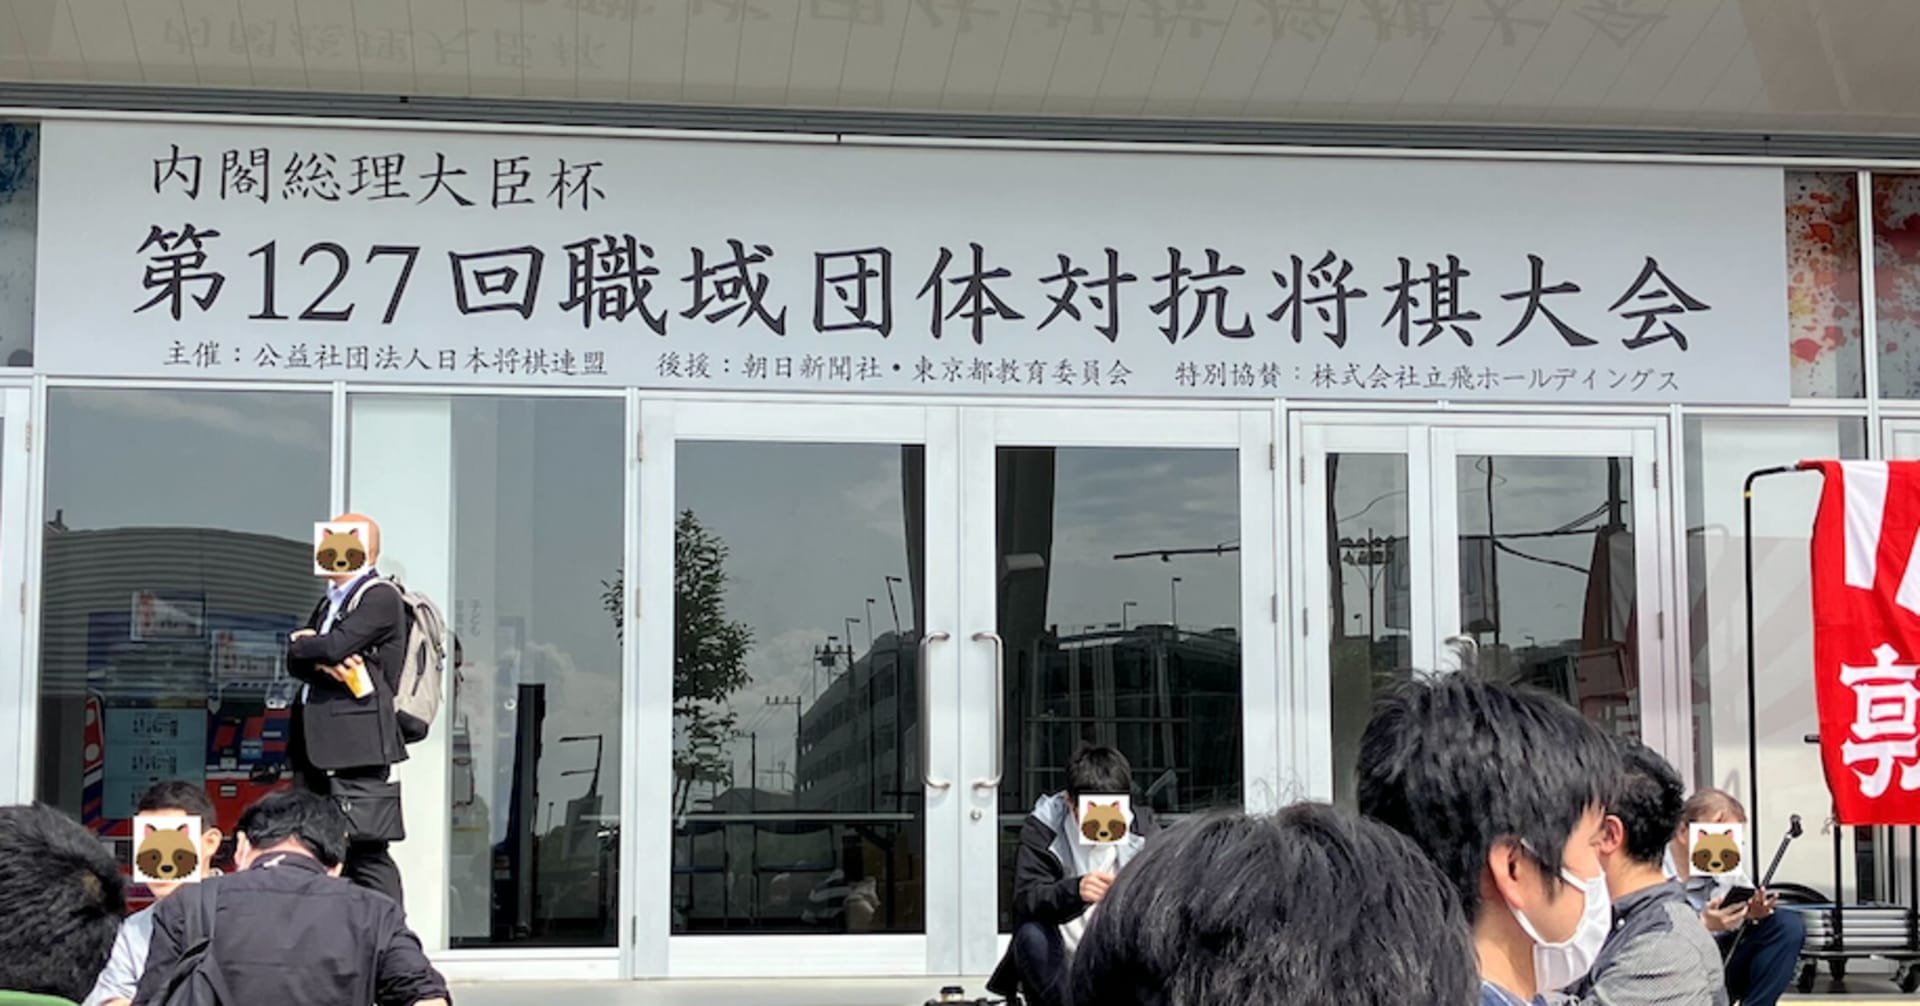 内閣総理大臣杯
第127回職域団体対抗将棋大会
主催：公益社団法人日本将棋連盟　後援：朝日新聞社・東京都教育委員会　特別協賛：株式会社立飛ホールディングス